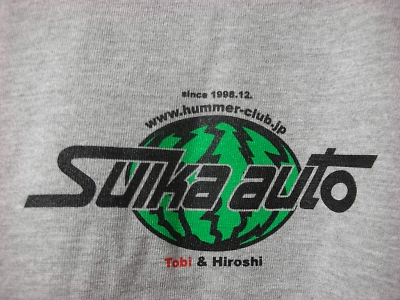 since 1998.12.
www.hummer-club.jp
Suika auto
Tobi & Hiroshi